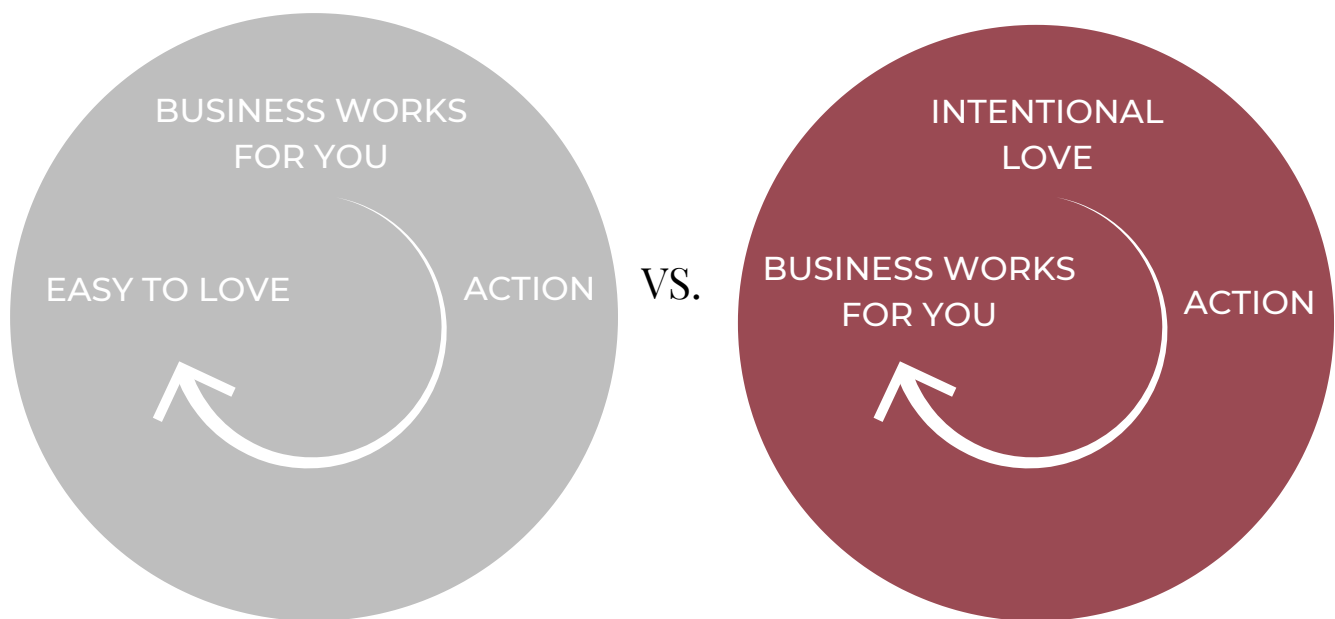 BUSINESS WORKS
FOR YOU
EASY TO LOVE
ACTION
VS.
INTENTIONAL
LOVE
BUSINESS WORKS
FOR YOU
ACTION